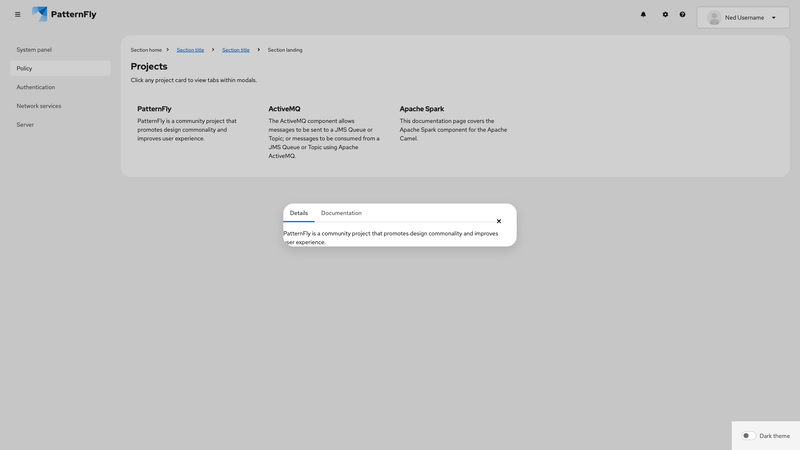 PatternFly
Ned Username
System panel
Policy
Authentication
Network services
Server
Section home
Section title
Section title
Section landing
Projects
Click any project card to view tabs within modals.
PatternFly
PatternFly is a community project that
promotes design commonality and
improves user experience.
ActiveMQ
The ActiveMQ component allows
messages to be sent to a JMS Queue or
Topic; or messages to be consumed from a
JMS Queue or Topic using Apache
ActiveMQ.
Apache Spark
This documentation page covers the
Apache Spark component for the Apache
Camel.
Details
Documentation
PatternFly is a community project that promotes design commonality and improves
user experience.
Dark theme